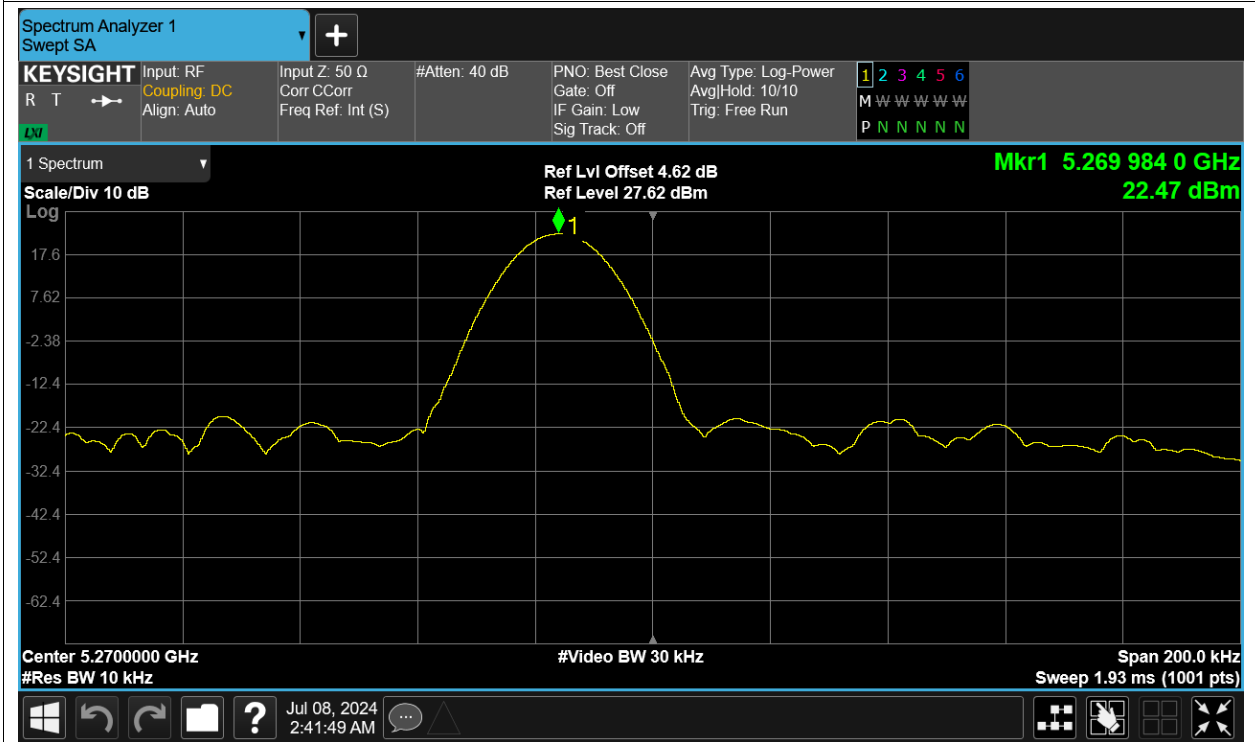 Spectrum Analyzer 1
Swept SA
KEYSIGHT
R T
LXI
Input: RF
Coupling: DC
Align: Auto
Input Z: 50 Ω
Corr CCorr
Freq Ref: Int (S)
#Atten: 40 dB
PNO: Best Close
Gate: Off
IF Gain: Low
Sig Track: Off
Avg Type: Log-Power
Avg|Hold: 10/10
Trig: Free Run
1 2 3 4 5 6
M W W W W W
P N N N N N
1 Spectrum
Scale/Div 10 dB
Log
Ref Lvl Offset 4.62 dB
Ref Level 27.62 dBm
Mkr1 5.269 984 0 GHz
22.47 dBm
1
17.6
7.62
-2.38
-12.4
-22.4
-32.4
-42.4
-52.4
-62.4
Center 5.2700000 GHz
#Res BW 10 kHz
#Video BW 30 kHz
Span 200.0 kHz
Sweep 1.93 ms (1001 pts)
?
Jul 08, 2024
2:41:49 AM